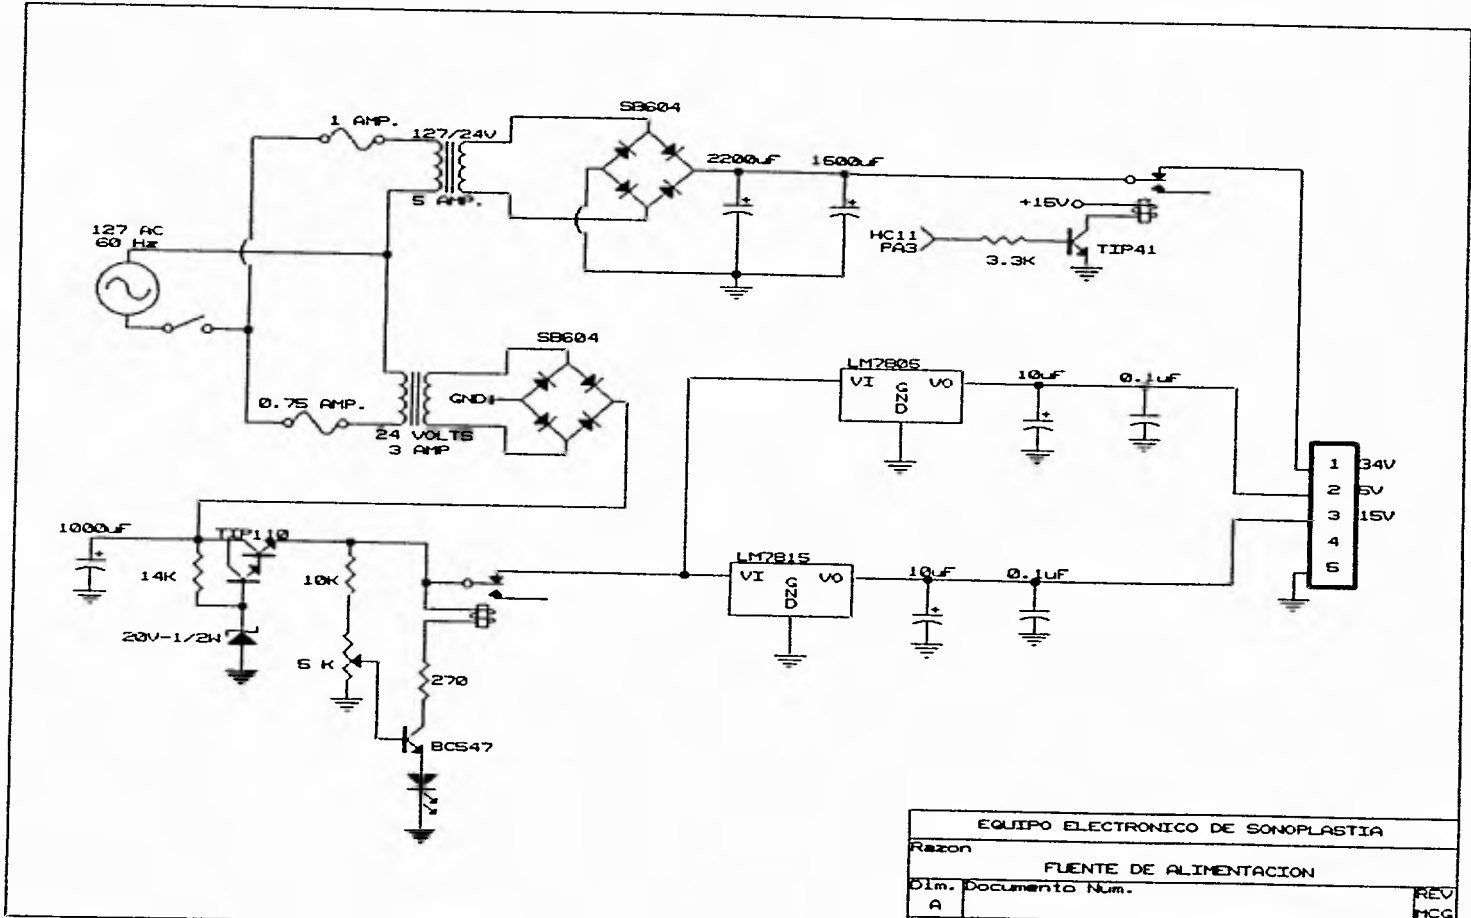 1 AMP.
127/24V
5 AMP.
SB604
2200uF
1600uF
+15V
HC11
PA3
3.3K
TIP41
127 AC
60 Hz
SB604
GND
0.75 AMP.
24 VOLTS
3 AMP
LM7805
VI
GND
VO
10uF
0.1uF
1
34V
2
5V
3
15V
4
5
1000uF
TIP110
14K
10K
20V-1/2W
5 K
270
BC547
LM7815
VI
GND
VO
10uF
0.1uF
EQUIPO ELECTRONICO DE SONOPLASTIA
Razon
FUENTE DE ALIMENTACION
Dim.
Documento Num.
REV
A
MCG